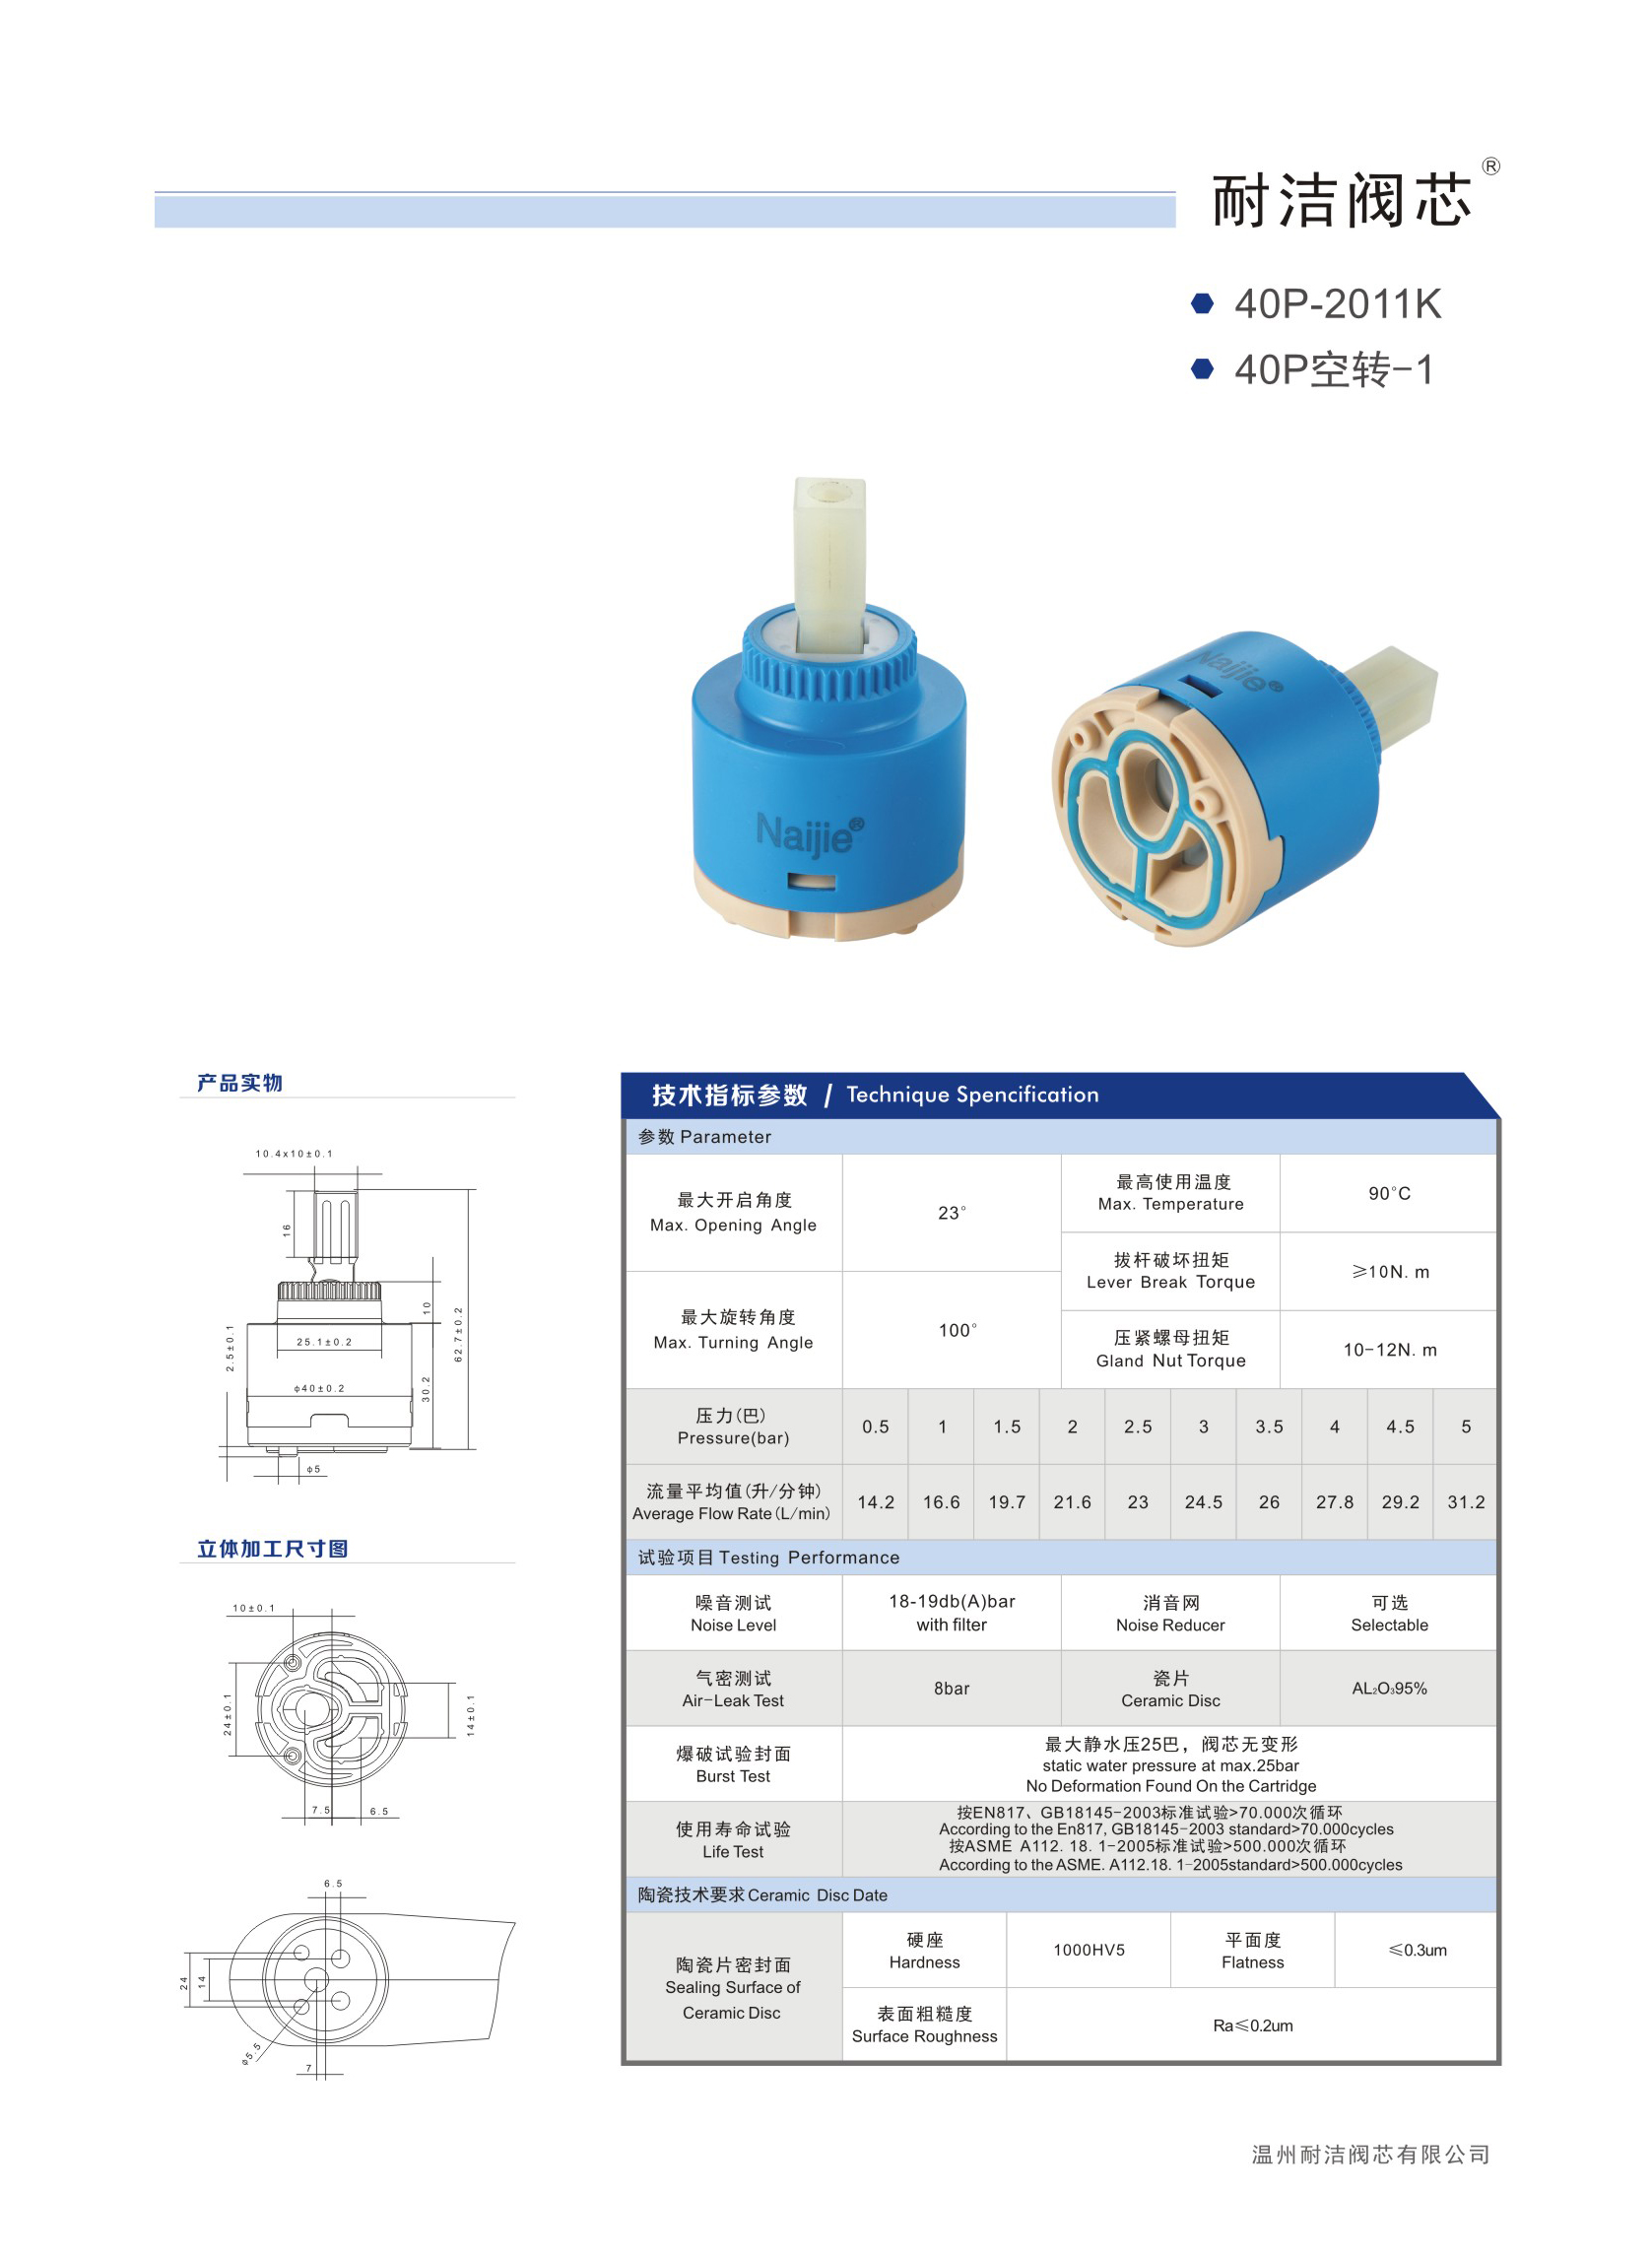 耐洁阀芯®
40P-2011K
40P空转-1
Naijie®
Naijie®
产品实物
10.4x10±0.1
16
10
62.7±0.2
2.5±0.1
25.1±0.2
30.2
φ40±0.2
φ5
立体加工尺寸图
10±0.1
24±0.1
14±0.1
7.5
6.5
6.5
24
14
φ5.5
7
技术指标参数 / Technique Spencification
参数 Parameter
最大开启角度
Max. Opening Angle
23°
最高使用温度
Max. Temperature
90°C
拔杆破坏扭矩
Lever Break Torque
≥10N. m
最大旋转角度
Max. Turning Angle
100°
压紧螺母扭矩
Gland Nut Torque
10-12N. m
压力(巴)
Pressure(bar)
0.5 1 1.5 2 2.5 3 3.5 4 4.5 5
流量平均值(升/分钟)
Average Flow Rate(L/min)
14.2 16.6 19.7 21.6 23 24.5 26 27.8 29.2 31.2
试验项目 Testing Performance
噪音测试
Noise Level
18-19db(A)bar
with filter
消音网
Noise Reducer
可选
Selectable
气密测试
Air-Leak Test
8bar
瓷片
Ceramic Disc
AL₂O₃95%
爆破试验封面
Burst Test
最大静水压25巴，阀芯无变形
static water pressure at max.25bar
No Deformation Found On the Cartridge
使用寿命试验
Life Test
按EN817、GB18145-2003标准试验>70.000次循环
According to the En817, GB18145-2003 standard>70.000cycles
按ASME A112. 18. 1-2005标准试验>500.000次循环
According to the ASME. A112.18. 1-2005standard>500.000cycles
陶瓷技术要求 Ceramic Disc Date
陶瓷片密封面
Sealing Surface of
Ceramic Disc
硬座
Hardness
1000HV5
平面度
Flatness
≤0.3um
表面粗糙度
Surface Roughness
Ra≤0.2um
温州耐洁阀芯有限公司